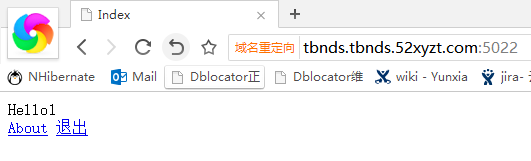 Index
域名重定向 tbnds.tbnds.52xyzt.com:5022
NHibernate Mail Dblocator正 Dblocator维 wiki - Yunxia jira- 云
Hello1
About 退出